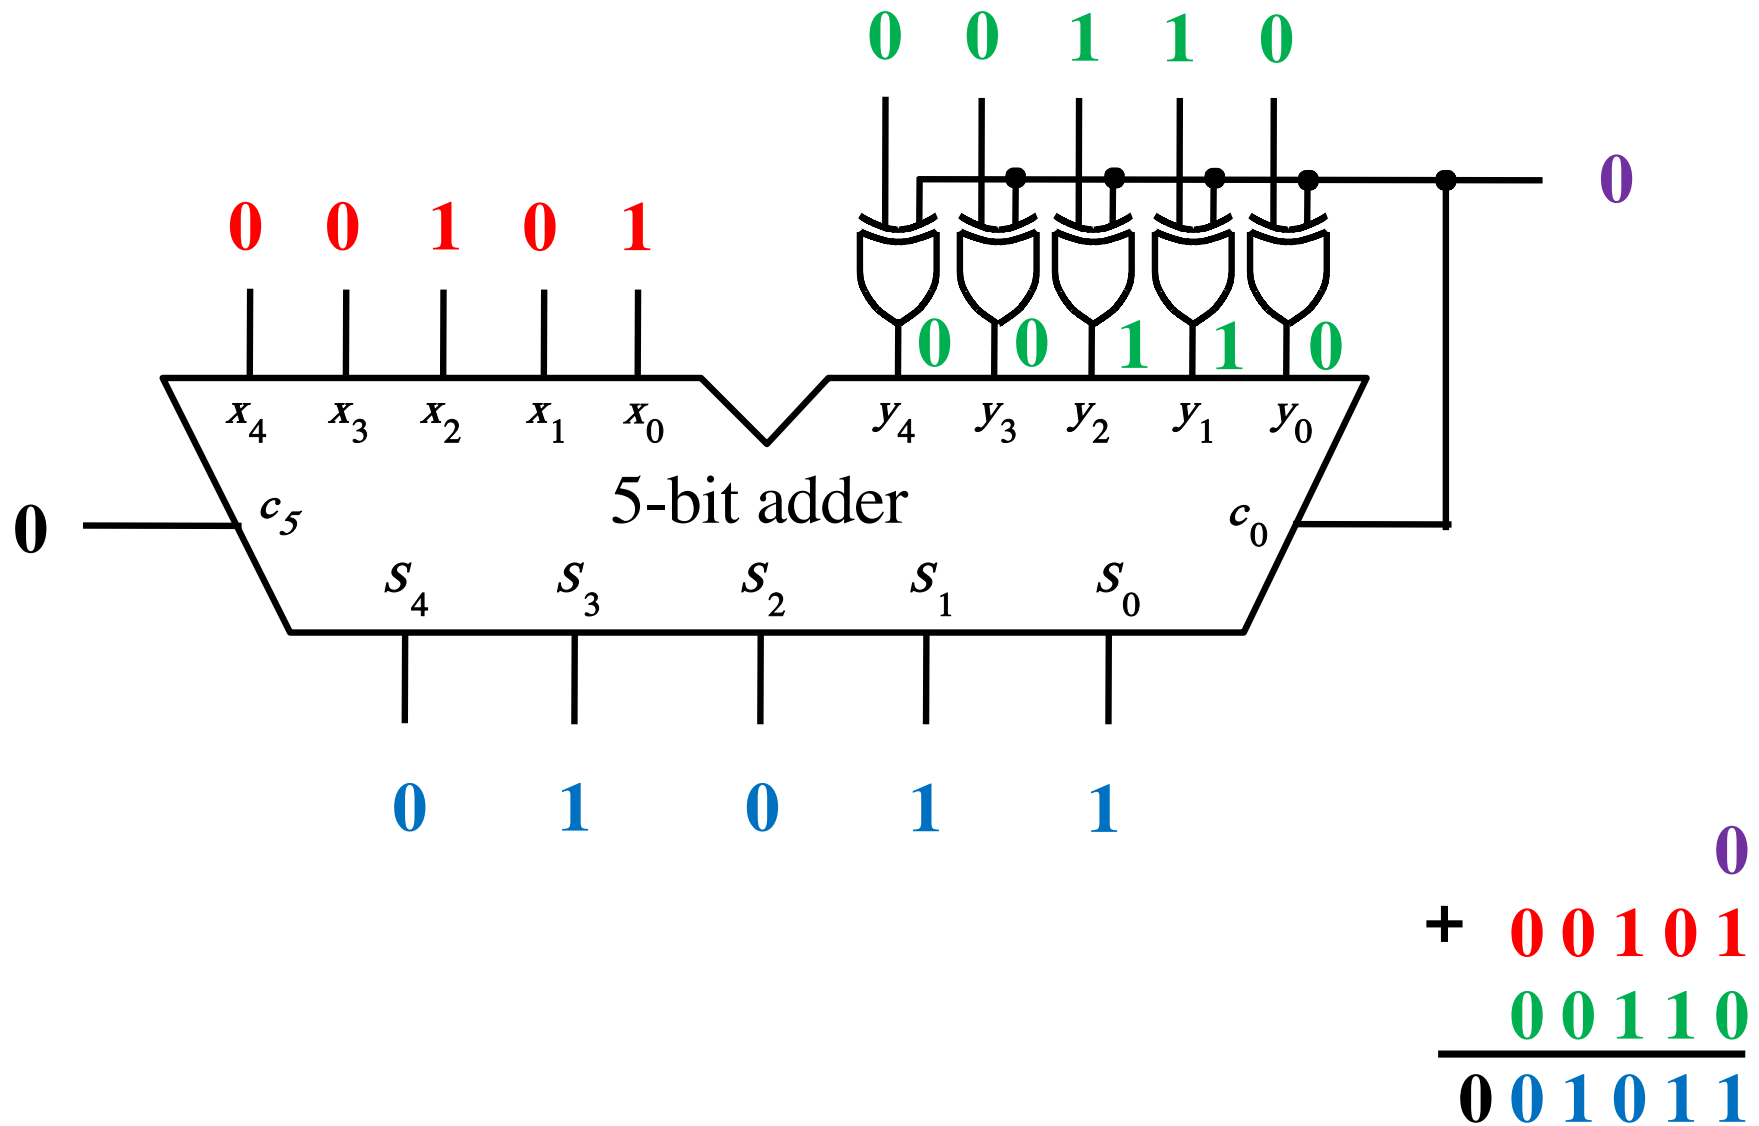 0 0 1 1 0
0
0 0 1 0 1
0 0 1 1 0
x4 x3 x2 x1 x0 y4 y3 y2 y1 y0
0 c5 5-bit adder c0
S4 S3 S2 S1 S0
0 1 0 1 1
0
+ 0 0 1 0 1
0 0 1 1 0
0 0 1 0 1 1